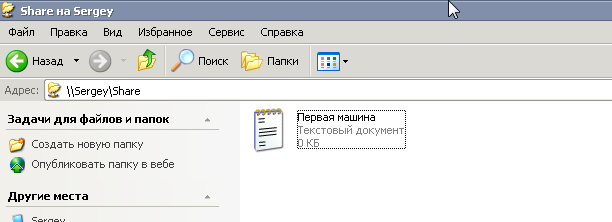 Share на Sergey
Файл Правка Вид Избранное Сервис Справка
Назад Поиск Папки
Адрес: \\Sergey\Share
Задачи для файлов и папок
Создать новую папку
Опубликовать папку в вебе
Другие места
Sergey
Первая машина
Текстовый документ
0 КБ